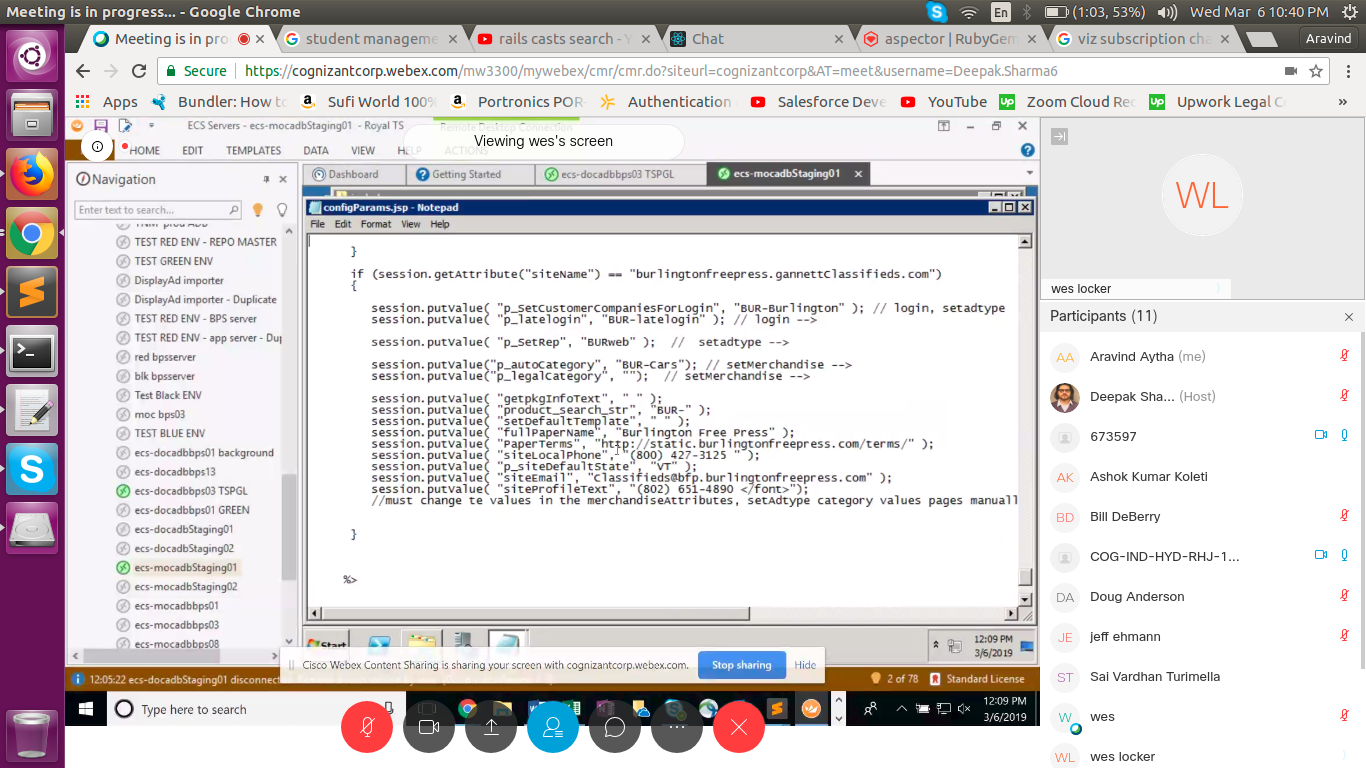 Meeting is in progress... - Google Chrome
En (1:03, 53%) Wed Mar 6 10:40 PM
Meeting is in pro
student manageme
rails casts search - Y
Chat
aspector | RubyGem
viz subscription cha
Aravind
Secure https://cognizantcorp.webex.com/mw3300/mywebex/cmr/cmr.do?siteurl=cognizantcorp&AT=meet&username=Deepak.Sharma6
Apps Bundler: How to Sufi World 100% Portronics POR- Authentication Salesforce Deve YouTube Zoom Cloud Rec Upwork Legal C »
ECS Servers - ecs-mocadbStaging01 - Royal TS
Remote Desktop Connection
Viewing wes's screen
HOME EDIT TEMPLATES DATA VIEW HELP ACTIONS
Navigation
Enter text to search...
TEST RED ENV - REPO MASTER
TEST GREEN ENV
DisplayAd importer
DisplayAd importer - Duplicate
TEST RED ENV - BPS server
TEST RED ENV - app server - Dup
red bpsserver
blk bpsserver
Test Black ENV
moc bps03
TEST BLUE ENV
ecs-docadbbps01 background
ecs-docadbbps13
ecs-docadbbps03 TSPGL
ecs-docadbbps01 GREEN
ecs-docadbStaging01
ecs-docadbStaging02
ecs-mocadbStaging01
ecs-mocadbStaging02
ecs-mocadbbps01
ecs-mocadbbps03
ecs-mocadbbps08
Dashboard
Getting Started
ecs-docadbbps03 TSPGL
ecs-mocadbStaging01
configParams.jsp - Notepad
File Edit Format View Help
}
if (session.getAttribute("siteName") == "burlingtonfreepress.gannettClassifieds.com")
{
session.putValue( "p_SetCustomerCompaniesForLogin", "BUR-Burlington" ); // login, setadtype
session.putValue( "p_latelogin", "BUR-latelogin" ); // login -->
session.putValue( "p_SetRep", "BURweb" ); // setadtype -->
session.putValue("p_autoCategory", "BUR-Cars"); // setMerchandise -->
session.putValue( "p_legalCategory", ""); // setMerchandise -->
session.putValue( "getpkgInfoText", " " );
session.putValue( "product_search_str", "BUR-" );
session.putValue( "setDefaultTemplate", " " );
session.putValue( "fullPaperName", "Burlington Free Press" );
session.putValue( "PaperTerms", "http://static.burlingtonfreepress.com/terms/" );
session.putValue( "siteLocalPhone", "(800) 427-3125 " );
session.putValue( "p_siteDefaultState", "VT" );
session.putValue( "siteEmail", "Classifieds@bfp.burlingtonfreepress.com" );
session.putValue( "siteProfileText", "(802) 651-4890 </font>");
//must change te values in the merchandiseAttributes, setAdtype category values pages manuall
}
%>
Start
12:09 PM
3/6/2019
Cisco Webex Content Sharing is sharing your screen with cognizantcorp.webex.com. Stop sharing Hide
12:05:22 ecs-docadbStaging01 disconnec
2 of 78 Standard License
Type here to search
12:09 PM
3/6/2019
WL
wes locker
Participants (11)
AA Aravind Aytha (me)
Deepak Sha... (Host)
673597
AK Ashok Kumar Koleti
BD Bill DeBerry
COG-IND-HYD-RHJ-1...
DA Doug Anderson
JE jeff ehmann
ST Sai Vardhan Turimella
W wes
WL wes locker